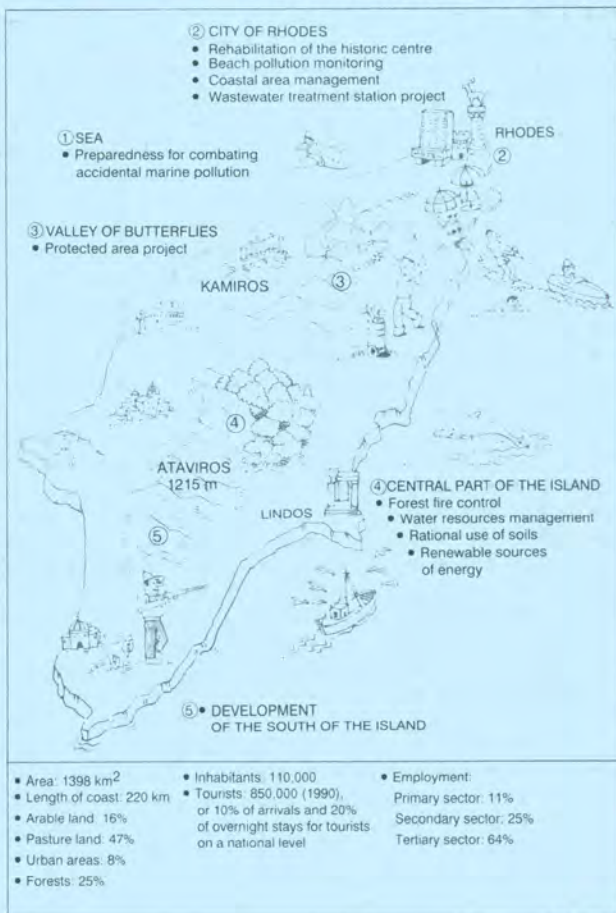 ② CITY OF RHODES
• Rehabilitation of the historic centre
• Beach pollution monitoring
• Coastal area management
• Wastewater treatment station project
① SEA
• Preparedness for combating
accidental marine pollution
RHODES
②
③ VALLEY OF BUTTERFLIES
• Protected area project
KAMIROS
③
④
ATAVIROS
1215 m
LINDOS
④ CENTRAL PART OF THE ISLAND
• Forest fire control
• Water resources management
• Rational use of soils
• Renewable sources
of energy
⑤
⑤ • DEVELOPMENT
OF THE SOUTH OF THE ISLAND
• Area: 1398 km²
• Length of coast: 220 km
• Arable land: 16%
• Pasture land: 47%
• Urban areas: 8%
• Forests: 25%
• Inhabitants: 110,000
• Tourists: 850,000 (1990),
or 10% of arrivals and 20%
of overnight stays for tourists
on a national level
• Employment:
Primary sector: 11%
Secondary sector: 25%
Tertiary sector: 64%